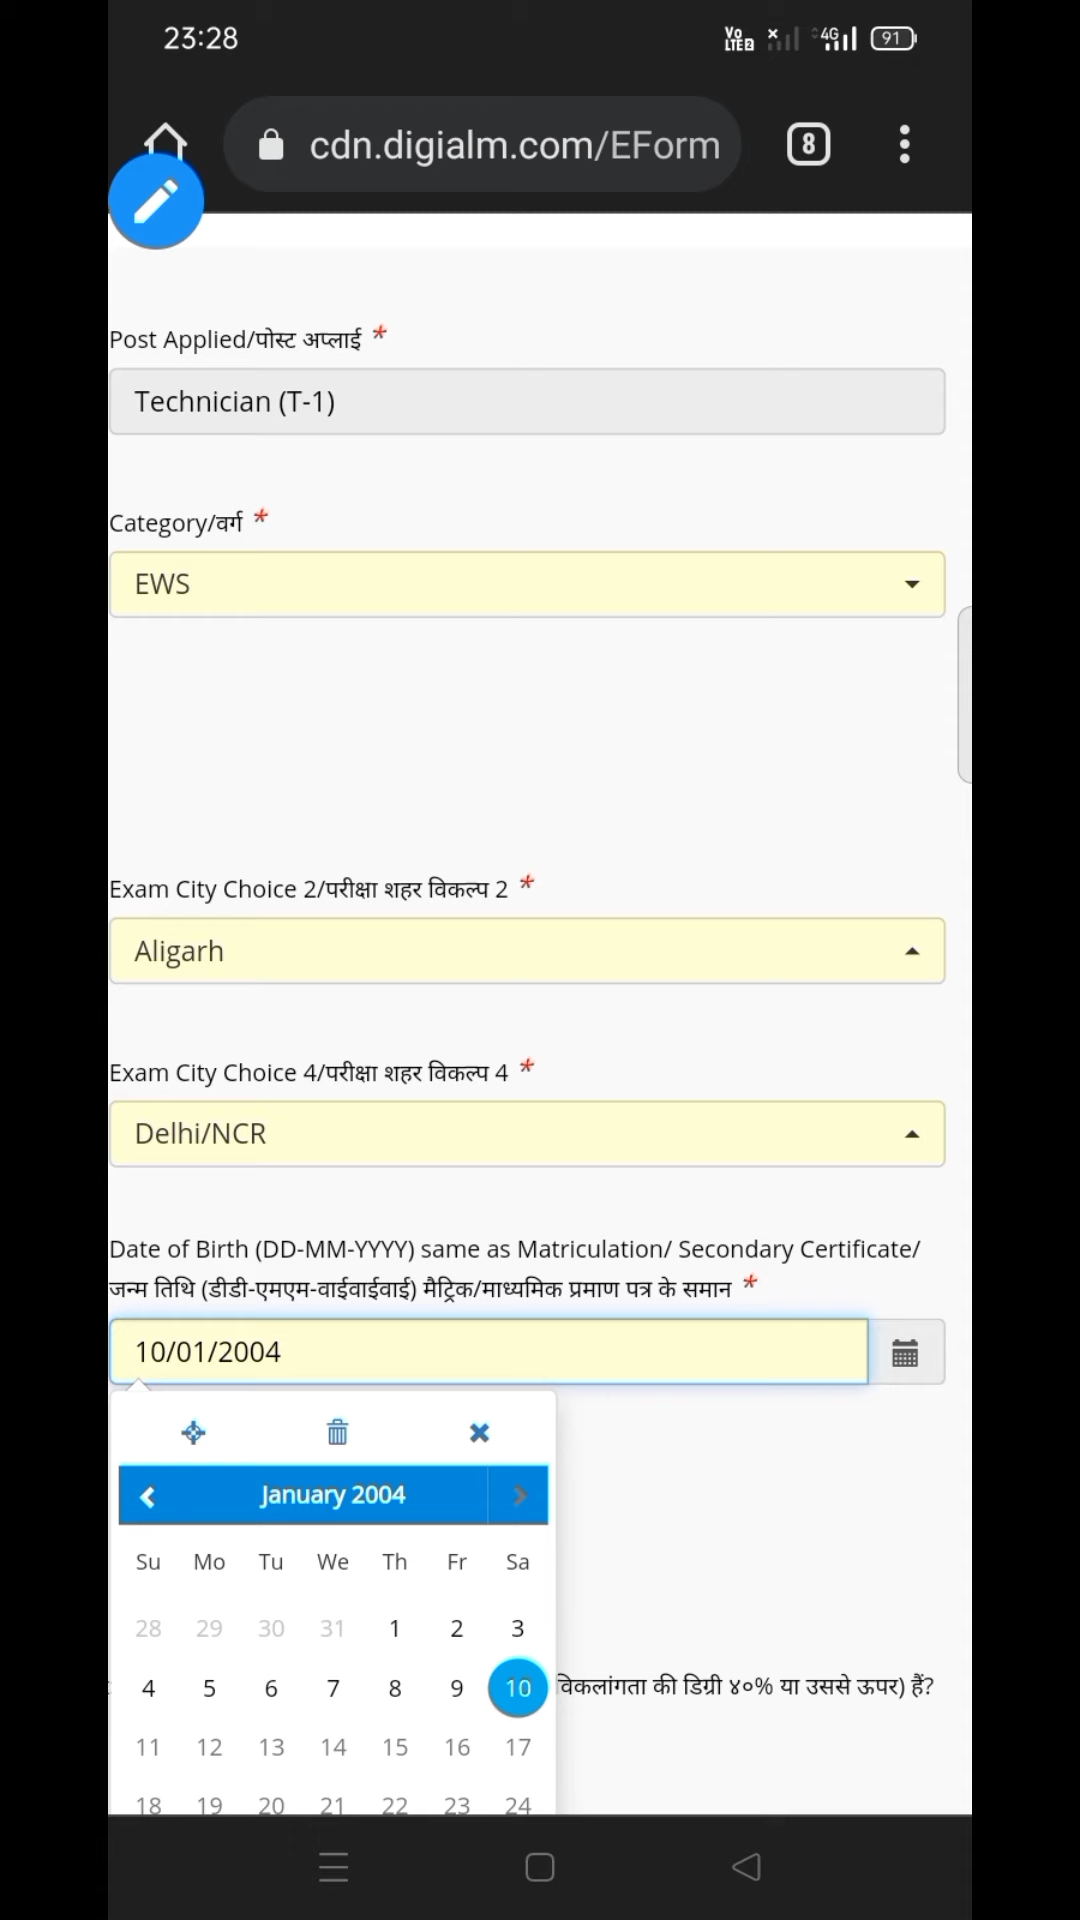 23:28
Vo
LTE2
4G
91
cdn.digialm.com/EForm
8
Post Applied/पोस्ट अप्लाई *
Technician (T-1)
Category/वर्ग *
EWS
Exam City Choice 2/परीक्षा शहर विकल्प 2 *
Aligarh
Exam City Choice 4/परीक्षा शहर विकल्प 4 *
Delhi/NCR
Date of Birth (DD-MM-YYYY) same as Matriculation/ Secondary Certificate/
जन्म तिथि (डीडी-एमएम-वाईवाईवाई) मैट्रिक/माध्यमिक प्रमाण पत्र के समान *
10/01/2004
January 2004
Su Mo Tu We Th Fr Sa
28 29 30 31 1 2 3
4 5 6 7 8 9 10
विकलांगता की डिग्री ४०% या उससे ऊपर) हैं?
11 12 13 14 15 16 17
18 19 20 21 22 23 24